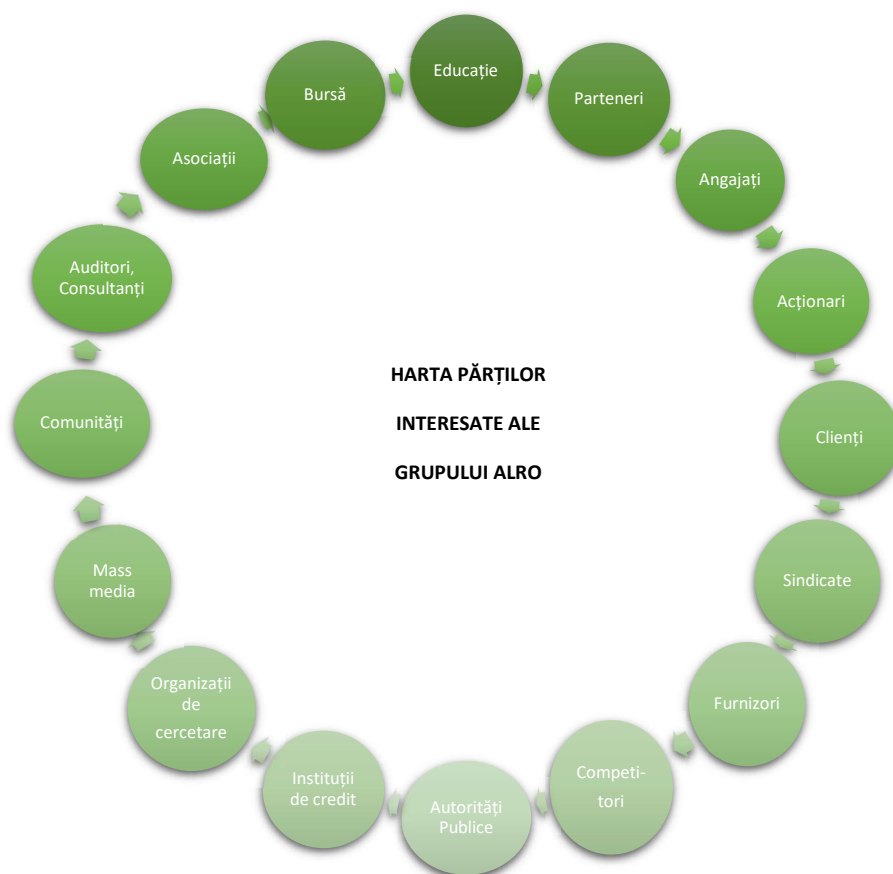 Educație
Parteneri
Angajați
Acționari
Clienți
Sindicate
Furnizori
Competi-
tori
Autorități
Publice
Instituții
de credit
Organizații
de
cercetare
Mass
media
Comunități
Auditori,
Consultanți
Asociații
Bursă
HARTA PĂRȚILOR
INTERESATE ALE
GRUPULUI ALRO